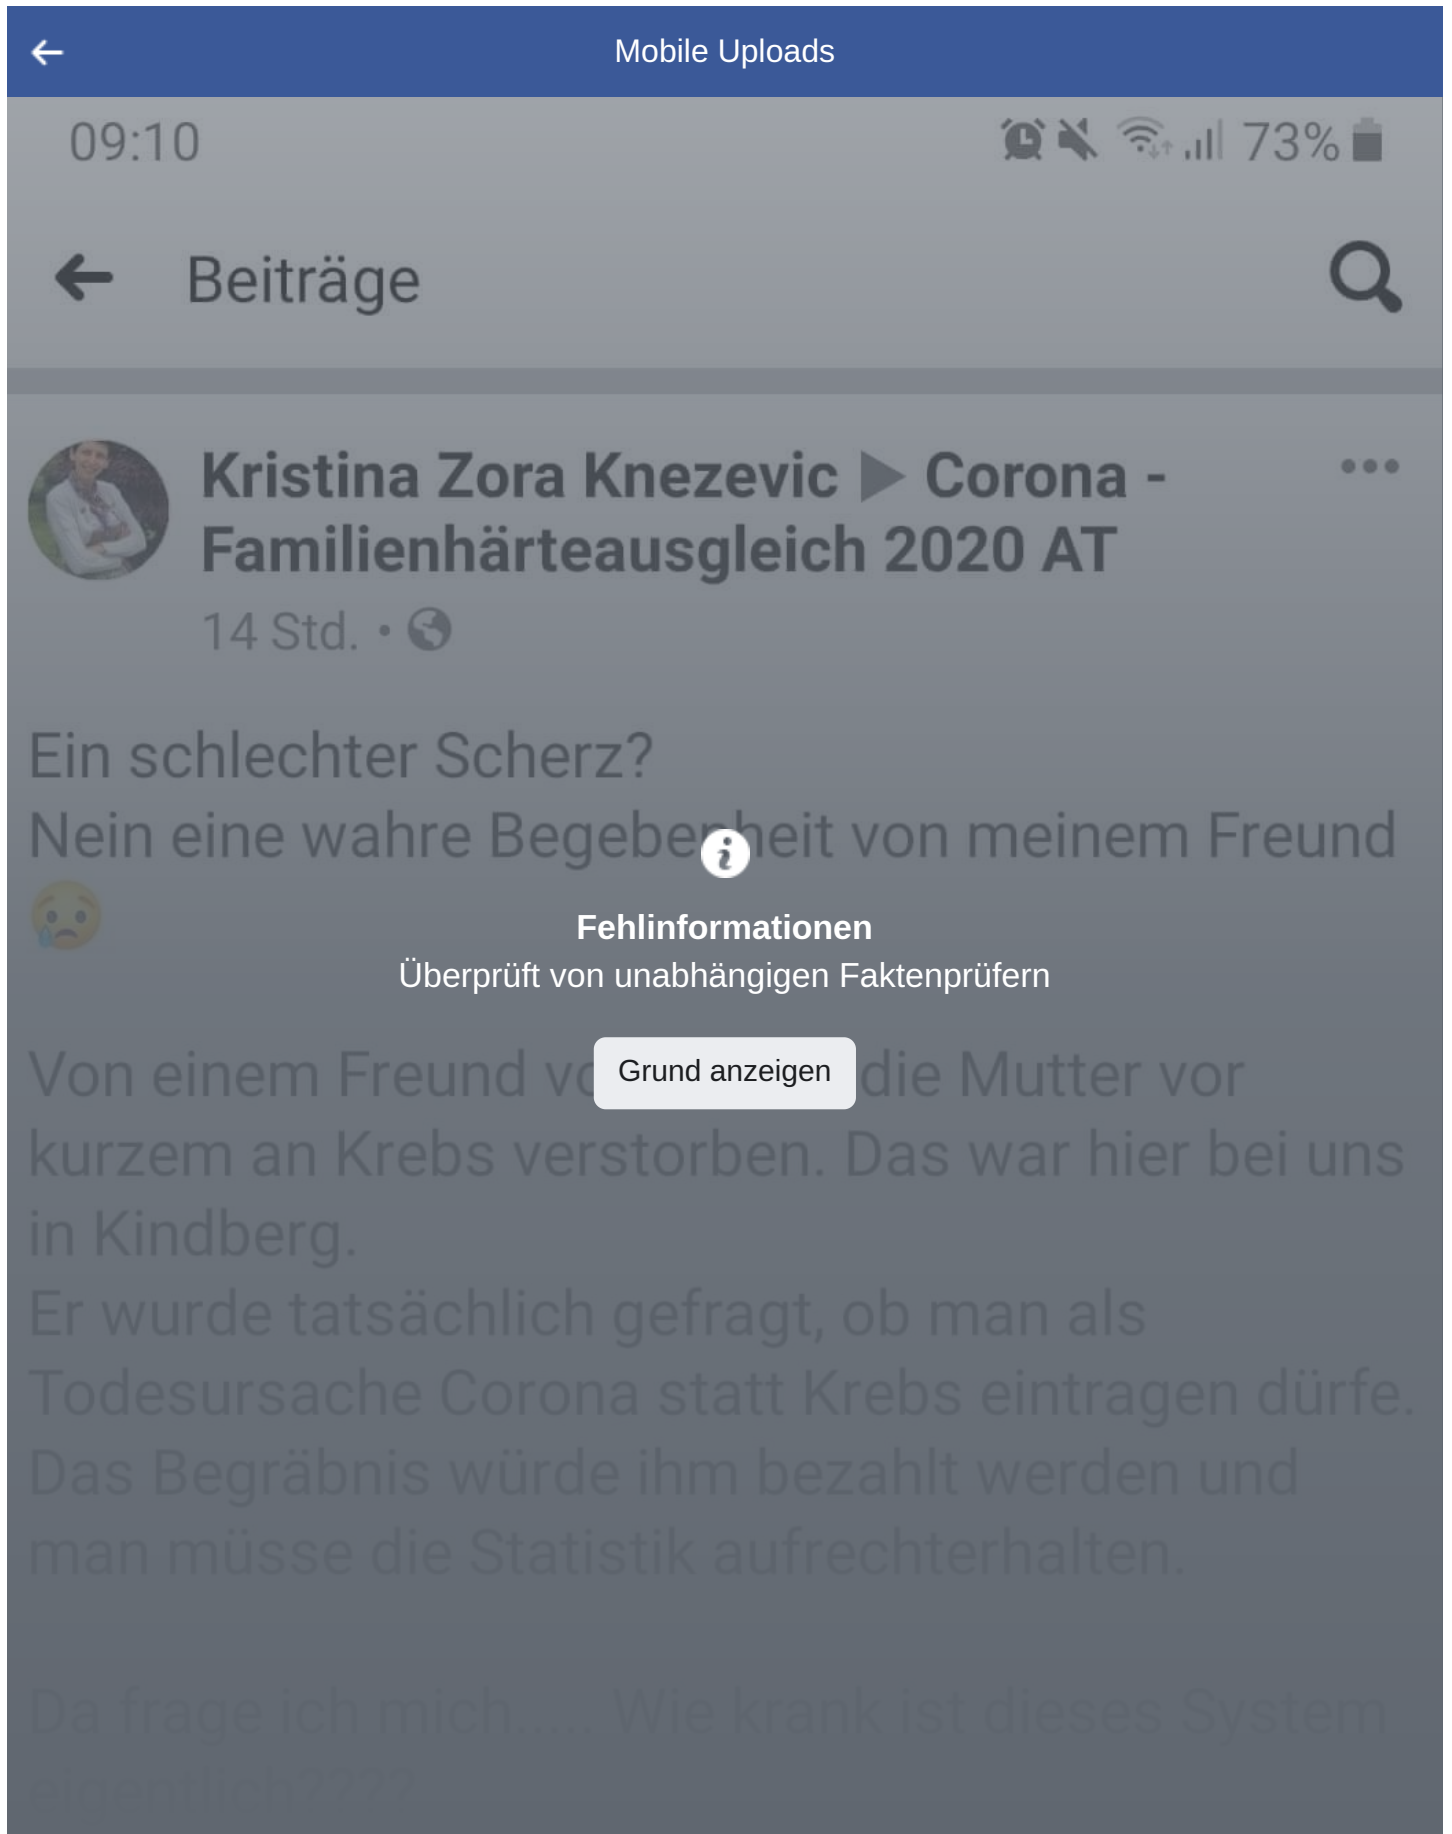 Mobile Uploads
09:10
73%
Beiträge
Kristina Zora Knezevic ▶ Corona -
Familienhärteausgleich 2020 AT
14 Std. •
Ein schlechter Scherz?
Nein eine wahre Begebenheit von meinem Freund
😢
Fehlinformationen
Überprüft von unabhängigen Faktenprüfern
Grund anzeigen
Von einem Freund die Mutter vor
kurzem an Krebs verstorben. Das war hier bei uns
in Kindberg.
Er wurde tatsächlich gefragt, ob man als
Todesursache Corona statt Krebs eintragen dürfe.
Das Begräbnis würde ihm bezahlt werden und
man müsse die Statistik aufrechterhalten.
Da frage ich mich..... Wie krank ist dieses System
eigentlich????